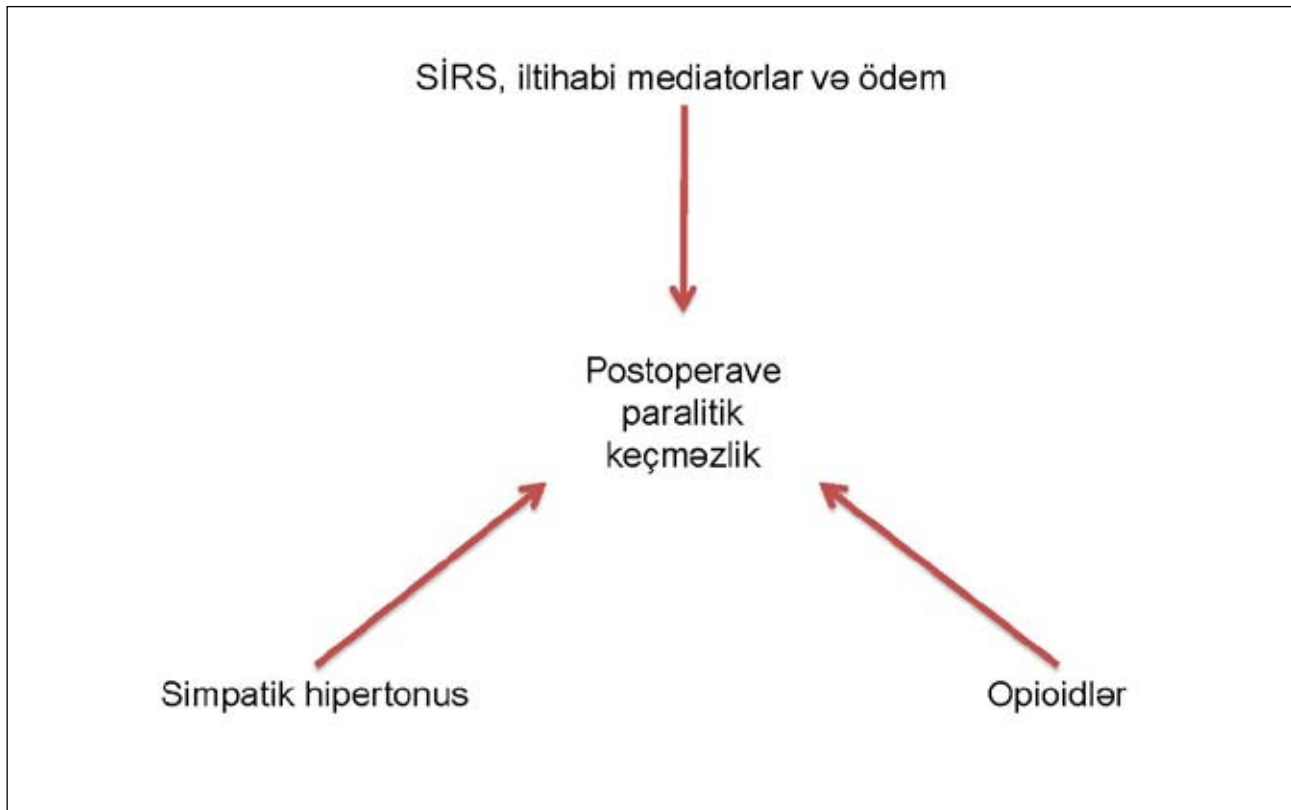 SİRS, iltihabi mediatorlar və ödem
Postoperave
paralitik
keçməzlik
Simpatik hipertonus
Opioidlər